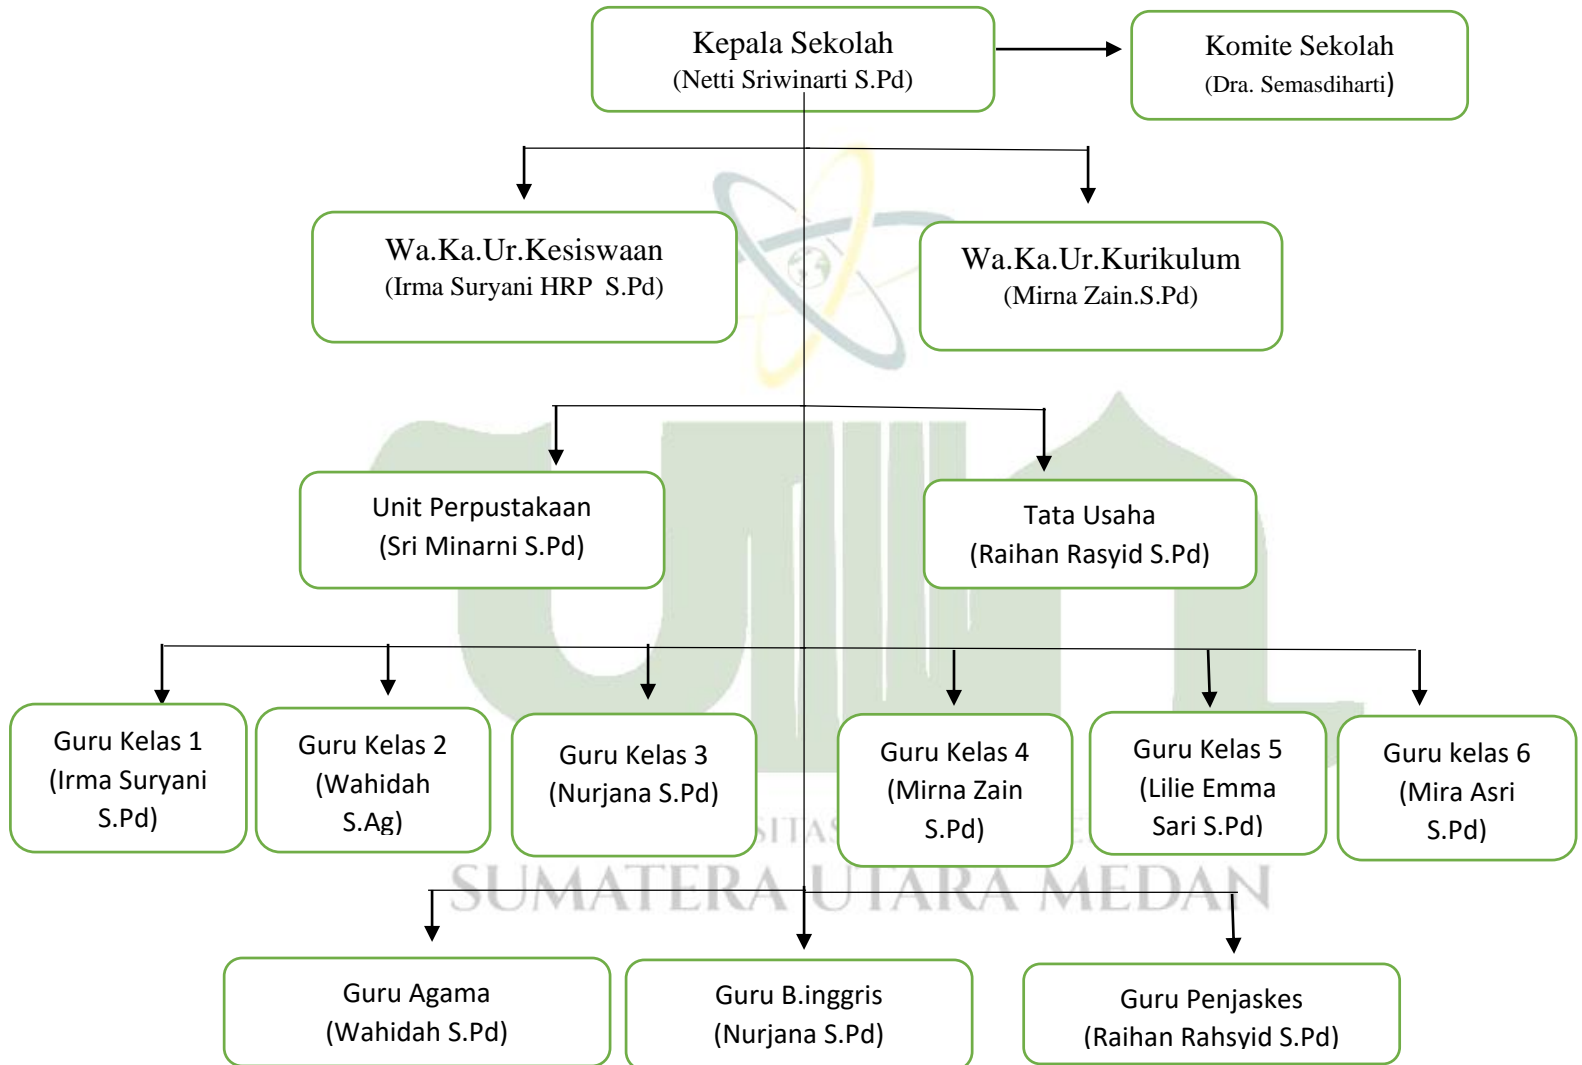 Kepala Sekolah
(Netti Sriwinarti S.Pd)
Komite Sekolah
(Dra. Semasdiharti)
Wa.Ka.Ur.Kesiswaan
(Irma Suryani HRP S.Pd)
Wa.Ka.Ur.Kurikulum
(Mirna Zain.S.Pd)
Unit Perpustakaan
(Sri Minarni S.Pd)
Tata Usaha
(Raihan Rasyid S.Pd)
Guru Kelas 1
(Irma Suryani
S.Pd)
Guru Kelas 2
(Wahidah
S.Ag)
Guru Kelas 3
(Nurjana S.Pd)
Guru Kelas 4
(Mirna Zain
S.Pd)
Guru Kelas 5
(Lilie Emma
Sari S.Pd)
Guru kelas 6
(Mira Asri
S.Pd)
SUMATERA UTARA MEDAN
Guru Agama
(Wahidah S.Pd)
Guru B.inggris
(Nurjana S.Pd)
Guru Penjaskes
(Raihan Rahsyid S.Pd)